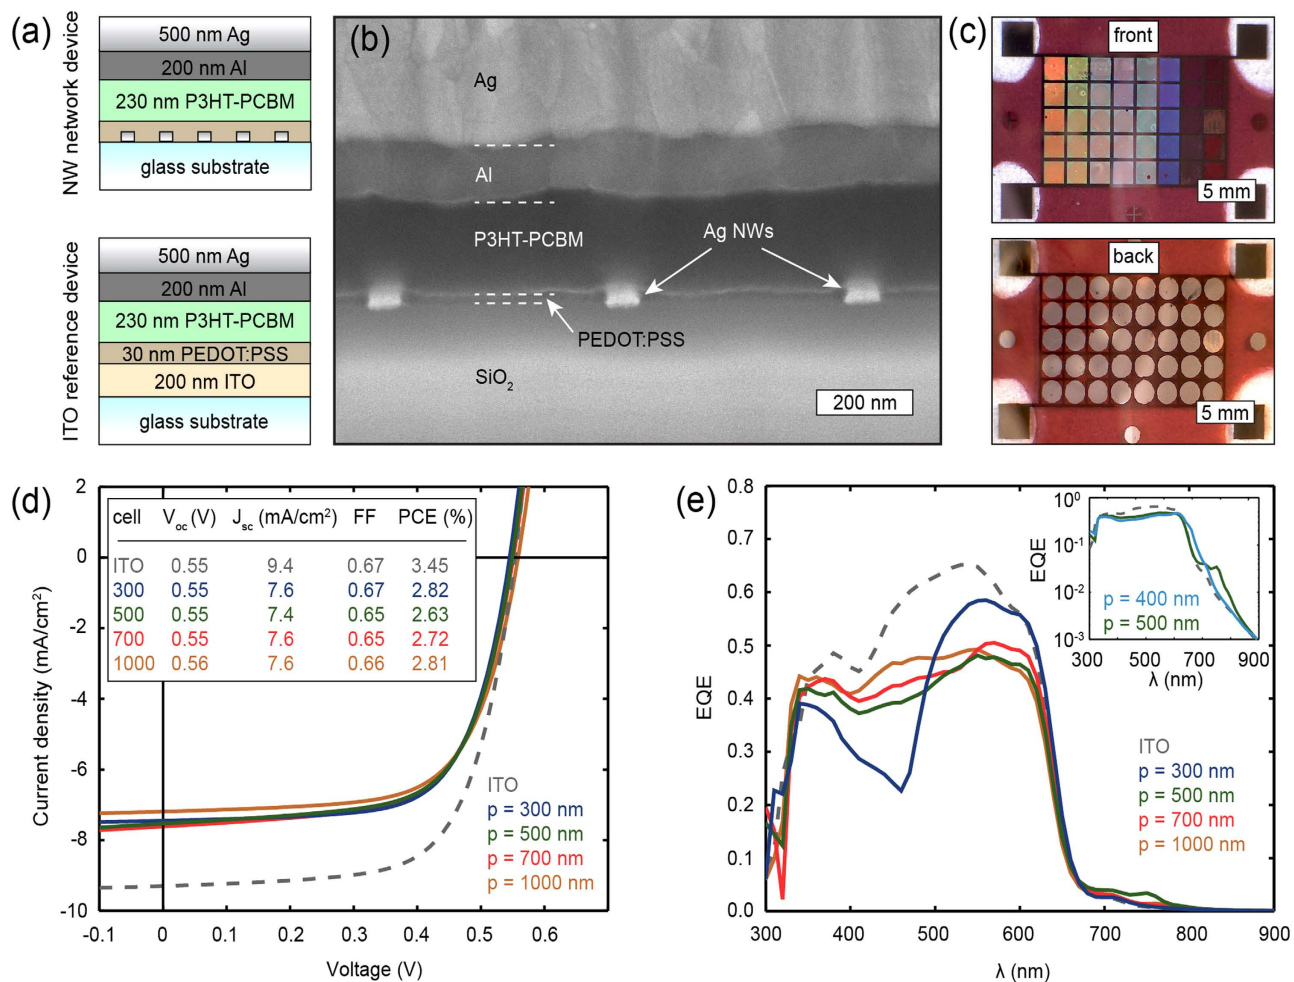 (a)
NW network device
500 nm Ag
200 nm Al
230 nm P3HT-PCBM
glass substrate
ITO reference device
500 nm Ag
200 nm Al
230 nm P3HT-PCBM
30 nm PEDOT:PSS
200 nm ITO
glass substrate
(b)
Ag
Al
P3HT-PCBM
Ag NWs
PEDOT:PSS
SiO2
200 nm
(c)
front
5 mm
back
5 mm
(d)
cell Voc (V) Jsc (mA/cm²) FF PCE (%)
ITO 0.55 9.4 0.67 3.45
300 0.55 7.6 0.67 2.82
500 0.55 7.4 0.65 2.63
700 0.55 7.6 0.65 2.72
1000 0.56 7.6 0.66 2.81
ITO
p = 300 nm
p = 500 nm
p = 700 nm
p = 1000 nm
2
0
-2
-4
-6
-8
-10
Current density (mA/cm²)
-0.1 0 0.1 0.2 0.3 0.4 0.5 0.6
Voltage (V)
(e)
0.8
0.7
0.6
0.5
0.4
0.3
0.2
0.1
0.0
EQE
300 400 500 600 700 800 900
λ (nm)
10⁰
10⁻¹
10⁻²
10⁻³
EQE
p = 400 nm
p = 500 nm
300 500 700 900
λ (nm)
ITO
p = 300 nm
p = 500 nm
p = 700 nm
p = 1000 nm